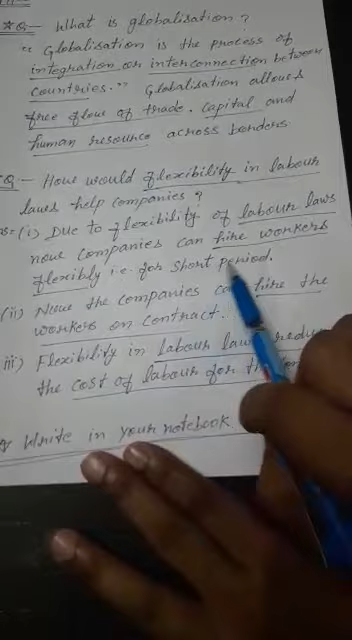 *Q- What is globalisation?
"Globalisation is the process of
integration or interconnection between
countries." Globalisation allows
free flow of trade, capital and
human resource across borders.
Q- How would flexibility in labour
laws help companies?
(i) Due to flexibility of labour laws
now companies can hire workers
flexibly i.e. for short period.
(ii) Now the companies can hire the
workers on contract.
iii) Flexibility in labour laws
the cost of labour for the
Write in your notebook